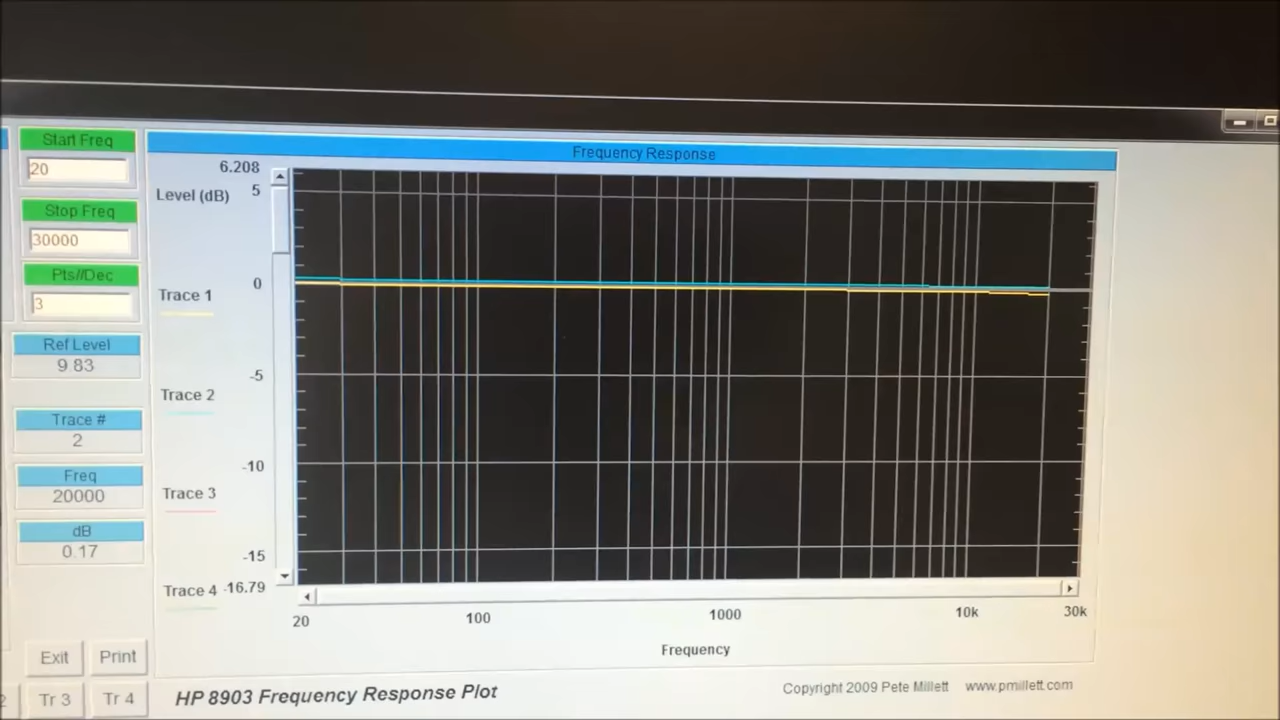 Start Freq
20
Stop Freq
30000
Pts//Dec
3
Ref Level
9.83
Trace #
2
Freq
20000
dB
0.17
Exit
Print
2
Tr 3
Tr 4
Frequency Response
6.208
Level (dB)
5
0
Trace 1
-5
Trace 2
-10
Trace 3
-15
Trace 4
-16.79
20
100
1000
10k
30k
Frequency
HP 8903 Frequency Response Plot
Copyright 2009 Pete Millett
www.pmillett.com